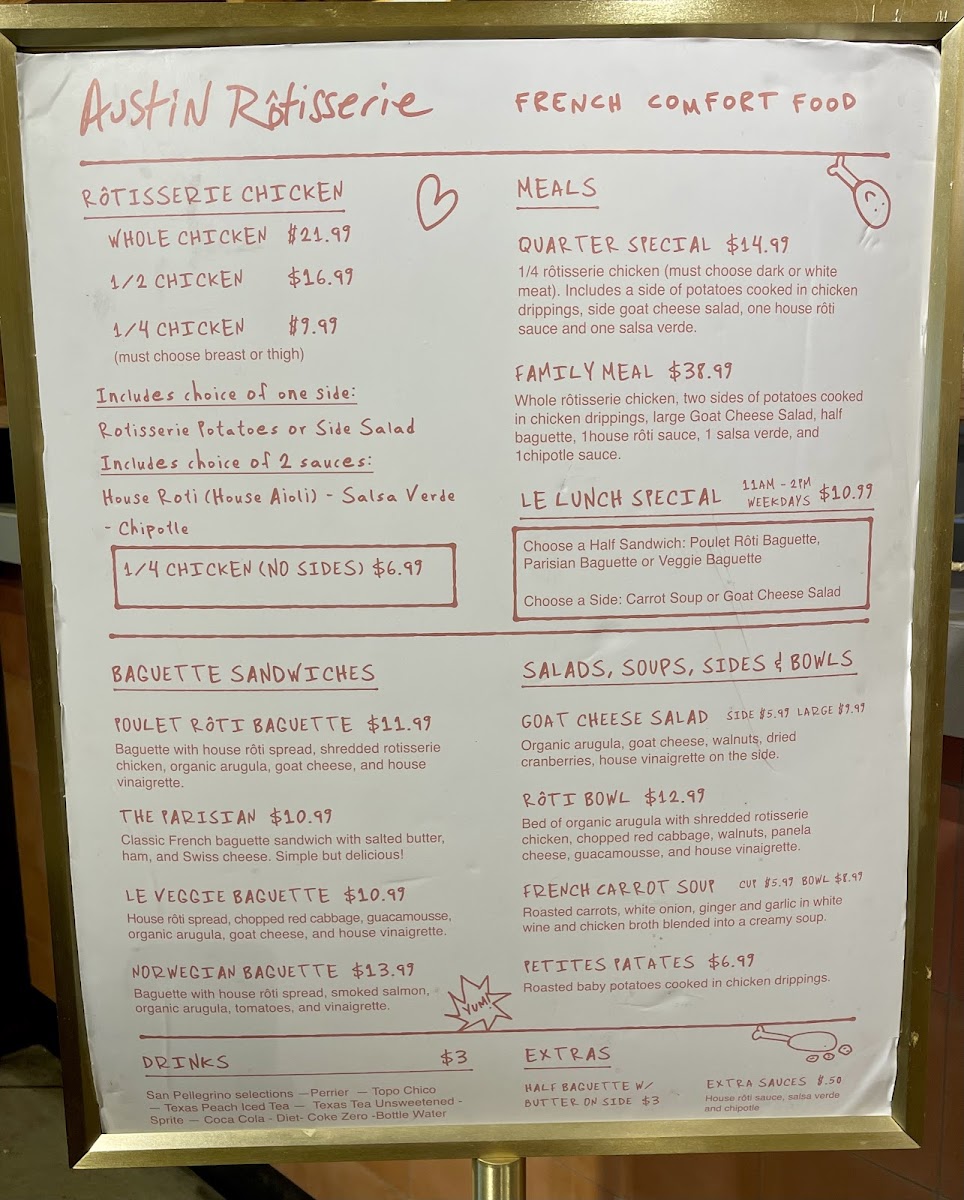 Austin Rôtisserie
FRENCH COMFORT FOOD
RôTISSERIE CHICKEN
WHOLE CHICKEN $21.99
1/2 CHICKEN $16.99
1/4 CHICKEN $9.99
(must choose breast or thigh)
Includes choice of one side:
Rotisserie Potatoes or Side Salad
Includes choice of 2 sauces:
House Roti (House Aioli) - Salsa Verde
- Chipotle
1/4 CHICKEN (NO SIDES) $6.99
MEALS
QUARTER SPECIAL $14.99
1/4 rôtisserie chicken (must choose dark or white
meat). Includes a side of potatoes cooked in chicken
drippings, side goat cheese salad, one house rôti
sauce and one salsa verde.
FAMILY MEAL $38.99
Whole rôtisserie chicken, two sides of potatoes cooked
in chicken drippings, large Goat Cheese Salad, half
baguette, 1house rôti sauce, 1 salsa verde, and
1chipotle sauce.
LE LUNCH SPECIAL 11AM - 2PM WEEKDAYS $10.99
Choose a Half Sandwich: Poulet Rôti Baguette,
Parisian Baguette or Veggie Baguette
Choose a Side: Carrot Soup or Goat Cheese Salad
BAGUETTE SANDWICHES
POULET RôTI BAGUETTE $11.99
Baguette with house rôti spread, shredded rotisserie
chicken, organic arugula, goat cheese, and house
vinaigrette.
THE PARISIAN $10.99
Classic French baguette sandwich with salted butter,
ham, and Swiss cheese. Simple but delicious!
LE VEGGIE BAGUETTE $10.99
House rôti spread, chopped red cabbage, guacamousse,
organic arugula, goat cheese, and house vinaigrette.
NORWEGIAN BAGUETTE $13.99
Baguette with house rôti spread, smoked salmon,
organic arugula, tomatoes, and vinaigrette.
YUM!
SALADS, SOUPS, SIDES & BOWLS
GOAT CHEESE SALAD SIDE $5.99 LARGE $9.99
Organic arugula, goat cheese, walnuts, dried
cranberries, house vinaigrette on the side.
RôTI BOWL $12.99
Bed of organic arugula with shredded rotisserie
chicken, chopped red cabbage, walnuts, panela
cheese, guacamousse, and house vinaigrette.
FRENCH CARROT SOUP CUP $5.99 BOWL $8.99
Roasted carrots, white onion, ginger and garlic in white
wine and chicken broth blended into a creamy soup.
PETITES PATATES $6.99
Roasted baby potatoes cooked in chicken drippings.
DRINKS $3
San Pellegrino selections — Perrier — Topo Chico
— Texas Peach Iced Tea — Texas Tea Unsweetened -
Sprite — Coca Cola - Diet- Coke Zero -Bottle Water
EXTRAS
HALF BAGUETTE W/
BUTTER ON SIDE $3
EXTRA SAUCES $.50
House rôti sauce, salsa verde
and chipotle